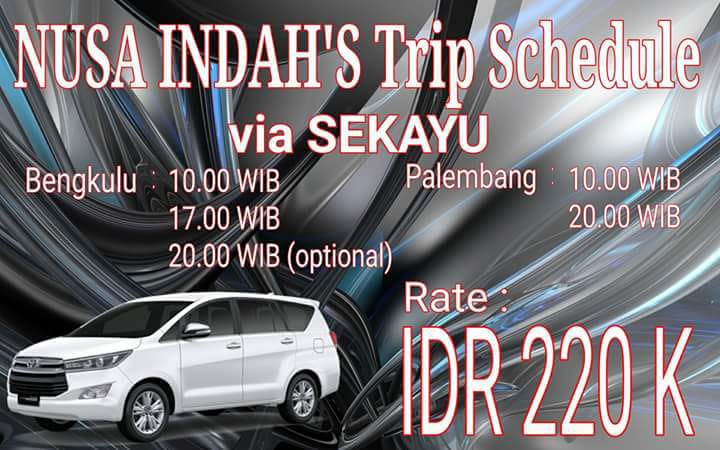 NUSA INDAH'S Trip Schedule
via SEKAYU
Bengkulu : 10.00 WIB
17.00 WIB
20.00 WIB (optional)
Palembang : 10.00 WIB
20.00 WIB
Rate :
IDR 220 K